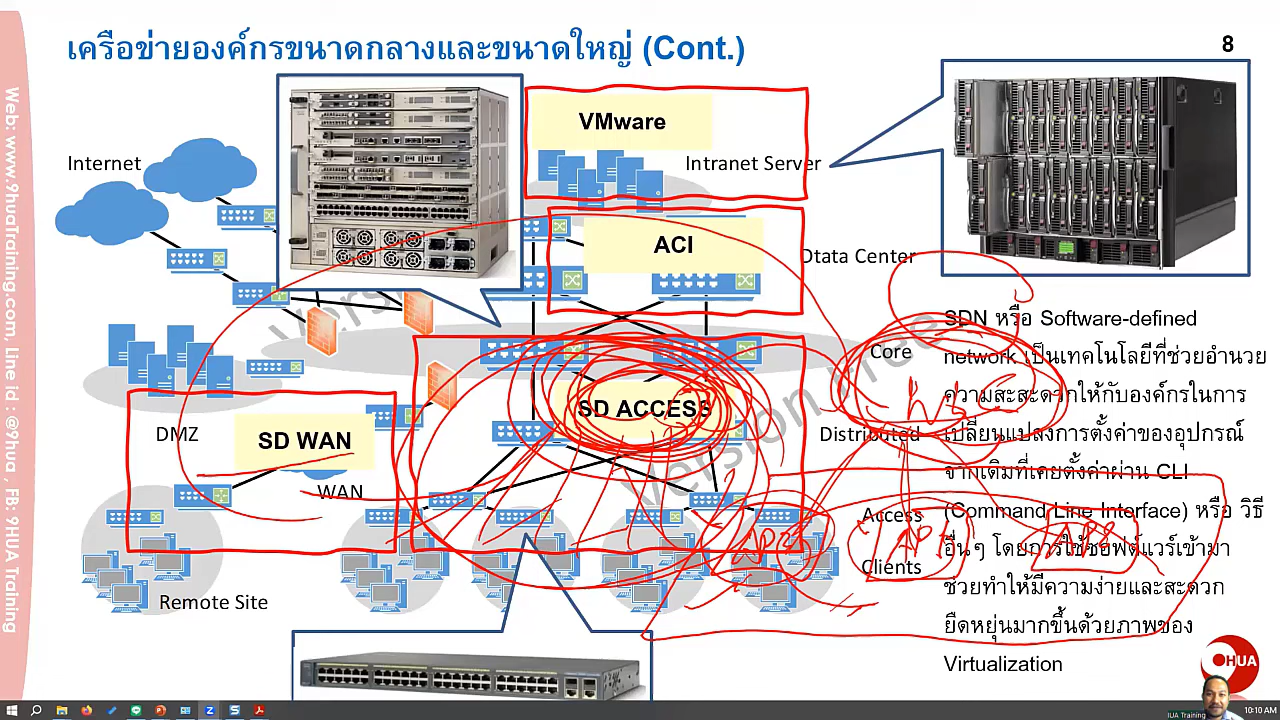 เครือข่ายองค์กรขนาดกลางและขนาดใหญ่ (Cont.)
8
Web: www.9huaTraining.com, Line id : @9hua , FB: 9HUA Training
VMware
Internet
Intranet Server
ACI
Dtata Center
SDN หรือ Software-defined
Core
network เป็นเทคโนโลยีที่ช่วยอำนวย
ความสะสะดวกให้กับองค์กรในการ
SD ACCESS
DMZ
SD WAN
Distributed
เปลี่ยนแปลงการตั้งค่าของอุปกรณ์
จากเดิมที่เคยตั้งค่าผ่าน CLI
WAN
Access
(Command Line Interface) หรือ วิธี
อื่นๆ โดยการใช้ซอฟต์แวร์เข้ามา
Clients
ช่วยทำให้มีความง่ายและสะดวก
Remote Site
ยืดหยุ่นมากขึ้นด้วยภาพของ
Virtualization
9HUA
10:10 AM